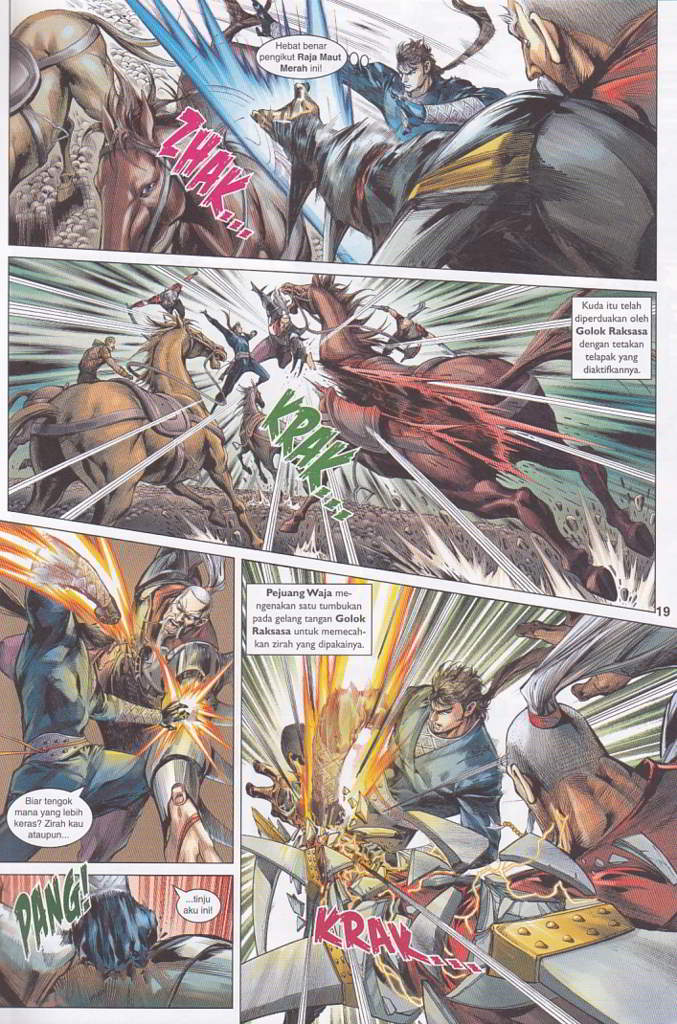 Hebat benar
pengikut Raja Maut
Merah ini!
ZHAK...
Kuda itu telah
diperduakan oleh
Golok Raksasa
dengan tetakan
telapak yang
diaktifkannya.
KRAK...
19
Biar tengok
mana yang lebih
keras? Zirah kau
ataupun...
Pejuang Waja me-
ngenakan satu tumbukan
pada gelang tangan Golok
Raksasa untuk memecah-
kan zirah yang dipakainya.
KRAK...
PANG!
...tinju
aku ini!